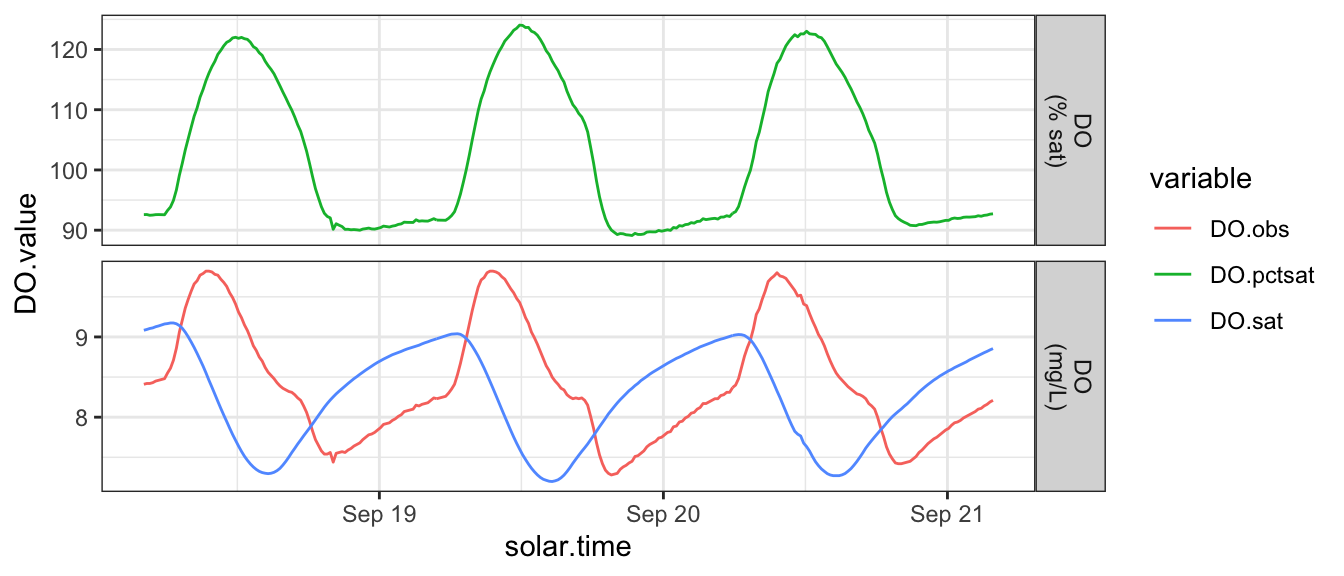 DO.value
120
110
100
90
DO
(% sat)
9
8
DO
(mg/L)
Sep 19
Sep 20
Sep 21
solar.time
variable
DO.obs
DO.pctsat
DO.sat